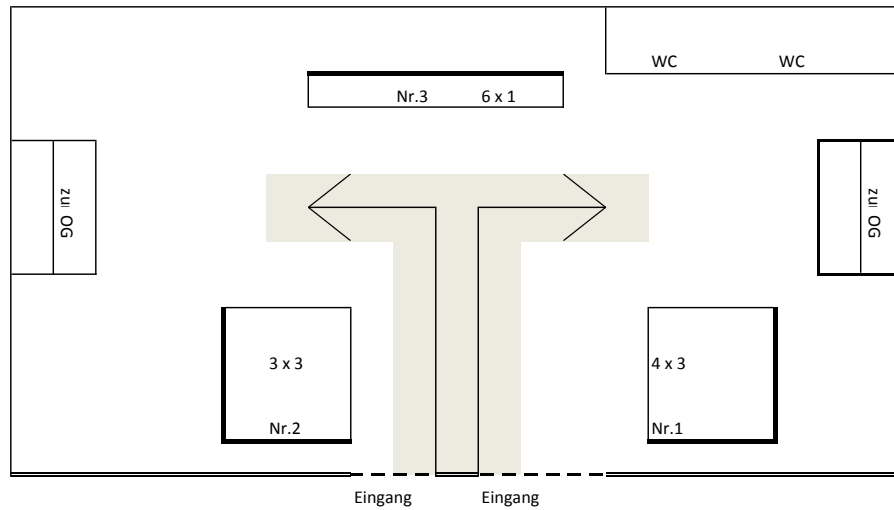 WC WC
Nr.3 6 x 1
zu OG
zu OG
3 x 3
4 x 3
Nr.2
Nr.1
Eingang Eingang